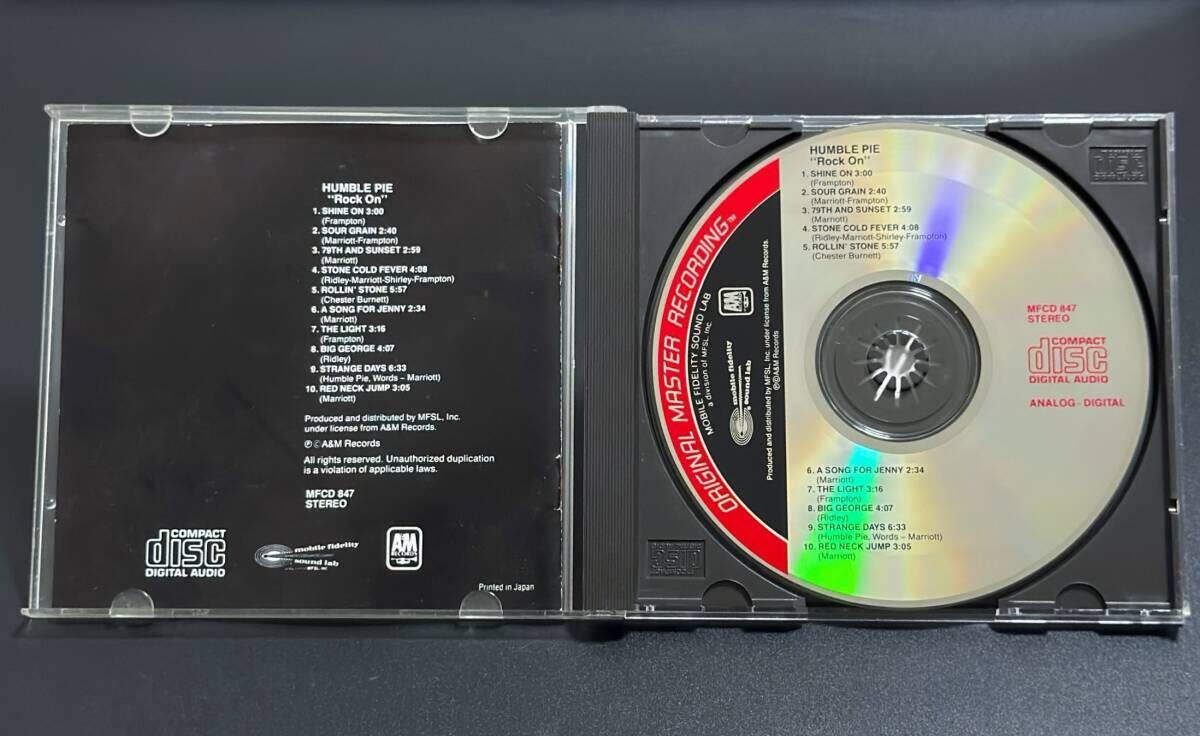 HUMBLE PIE
"Rock On"
1. SHINE ON 3:00
(Frampton)
2. SOUR GRAIN 2:40
(Marriott-Frampton)
3. 79TH AND SUNSET 2:59
(Marriott)
4. STONE COLD FEVER 4:08
(Ridley-Marriott-Shirley-Frampton)
5. ROLLIN' STONE 5:57
(Chester Burnett)
6. A SONG FOR JENNY 2:34
(Marriott)
7. THE LIGHT 3:16
(Frampton)
8. BIG GEORGE 4:07
(Ridley)
9. STRANGE DAYS 6:33
(Humble Pie, Words – Marriott)
10. RED NECK JUMP 3:05
(Marriott)
Produced and distributed by MFSL, Inc.
under license from A&M Records.
℗© A&M Records
All rights reserved. Unauthorized duplication
is a violation of applicable laws.
MFCD 847
STEREO
COMPACT
disc
DIGITAL AUDIO
mobile fidelity
sound lab
MFSL, INC
A&M
RECORDS
Printed in Japan
HUMBLE PIE
"Rock On"
1. SHINE ON 3:00
(Frampton)
2. SOUR GRAIN 2:40
(Marriott-Frampton)
3. 79TH AND SUNSET 2:59
(Marriott)
4. STONE COLD FEVER 4:08
(Ridley-Marriott-Shirley-Frampton)
5. ROLLIN' STONE 5:57
(Chester Burnett)
ORIGINAL MASTER RECORDING™
MOBILE FIDELITY SOUND LAB
a division of MFSL, Inc.
A&M
mobile fidelity
sound lab
Produced and distributed by MFSL, Inc. under license from A&M Records.
℗© A&M Records
MFCD 847
STEREO
COMPACT
disc
DIGITAL AUDIO
ANALOG – DIGITAL
6. A SONG FOR JENNY 2:34
(Marriott)
7. THE LIGHT 3:16
(Frampton)
8. BIG GEORGE 4:07
(Ridley)
9. STRANGE DAYS 6:33
(Humble Pie, Words – Marriott)
10. RED NECK JUMP 3:05
(Marriott)